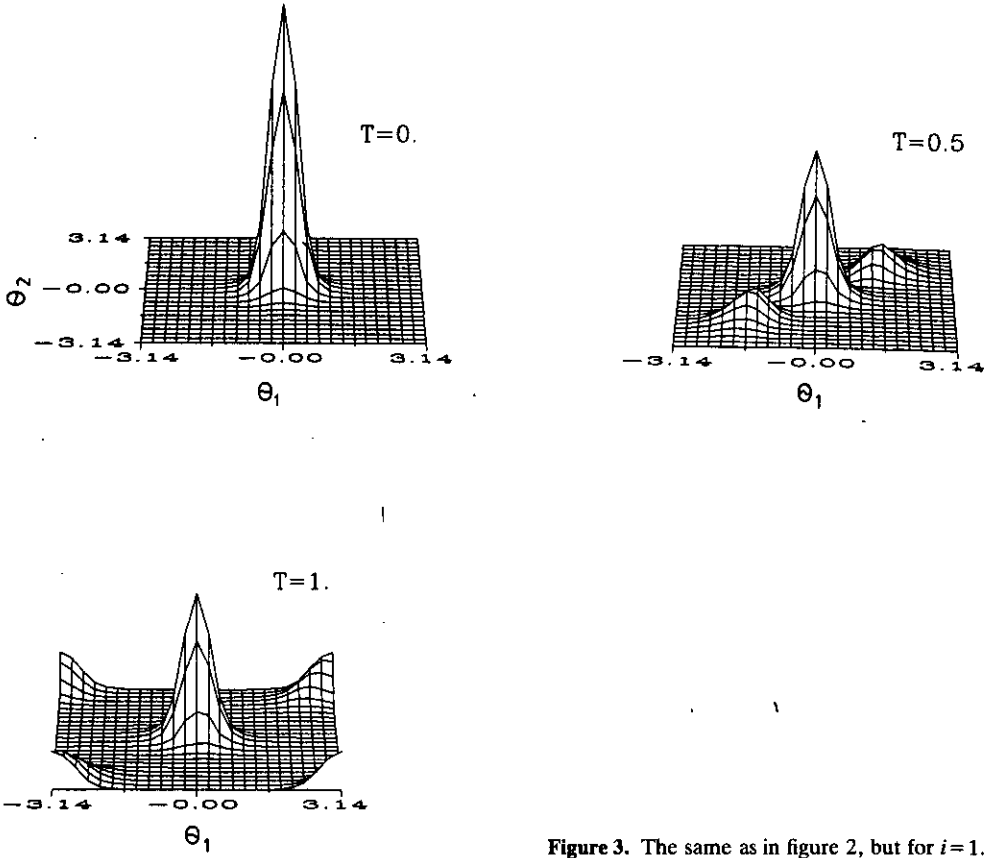 T=0.
3.14
Θ2
−0.00
−3.14
−3.14 −0.00 3.14
Θ1
T=0.5
−3.14 −0.00 3.14
Θ1
T=1.
−3.14 −0.00 3.14
Θ1
Figure 3. The same as in figure 2, but for i=1.